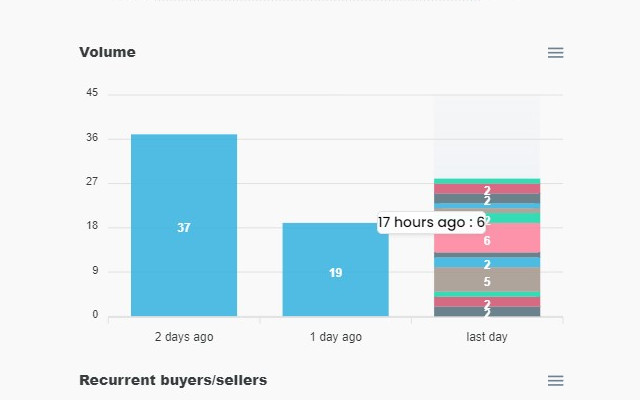 Volume
45
36
27
18
9
0
37
19
2
2
2
17 hours ago : 6
6
2
5
2
2
2 days ago
1 day ago
last day
Recurrent buyers/sellers